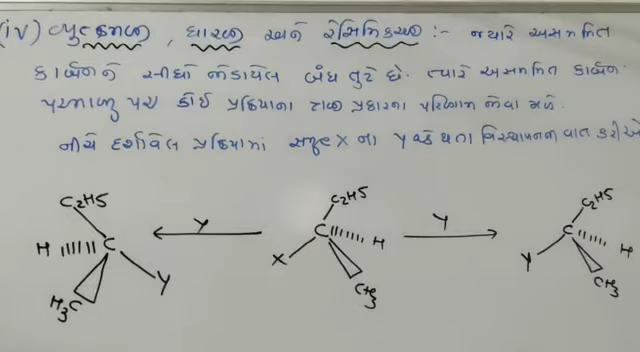 (iv) વ્યુત્ક્રમણ, ધારણ અને રેસિમિકરણ :- જ્યારે અસમમિત
કાર્બનને સીધો જોડાયેલ બંધ તુટે છે. ત્યારે અસમમિત કાર્બન
પરમાણુ પર કોઈ પ્રક્રિયાના ત્રણ પ્રકારના પરિણામ જોવા મળે.
નીચે દર્શાવેલ પ્રક્રિયામાં સમૂહ X ના Y વડે થતા વિસ્થાપનની વાત કરીએ
C2H5 C2H5 C2H5
H C Y Y C H Y C H
H3C Y X CH3 Y CH3